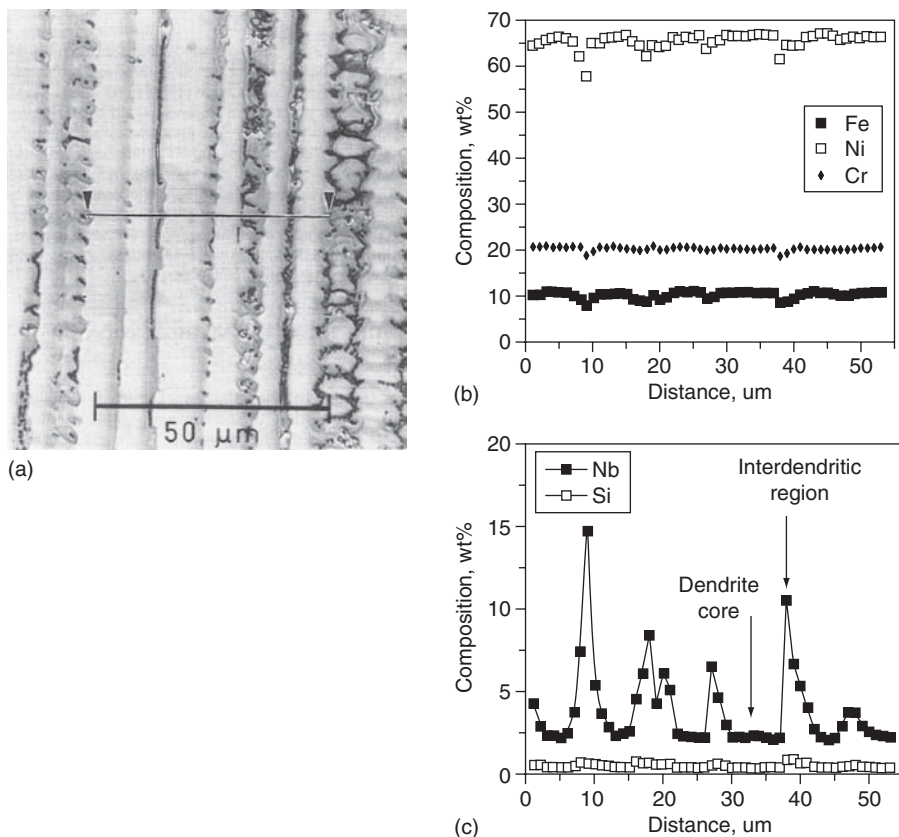 50 μm
(a)
70
60
50
40
30
20
10
0
Composition, wt%
Fe
Ni
Cr
0 10 20 30 40 50
Distance, um
(b)
20
15
10
5
0
Composition, wt%
Nb
Si
Interdendritic
region
Dendrite
core
0 10 20 30 40 50
Distance, um
(c)